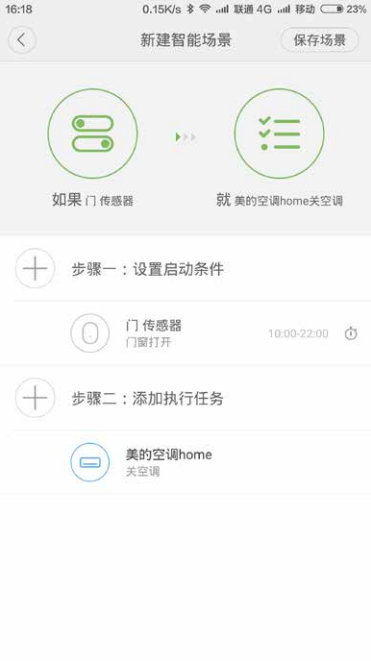 16:18 0.15K/s 联通 4G 移动 23%
新建智能场景 保存场景
如果 门 传感器 就 美的空调home关空调
步骤一：设置启动条件
门 传感器
门窗打开 10:00-22:00
步骤二：添加执行任务
美的空调home
关空调